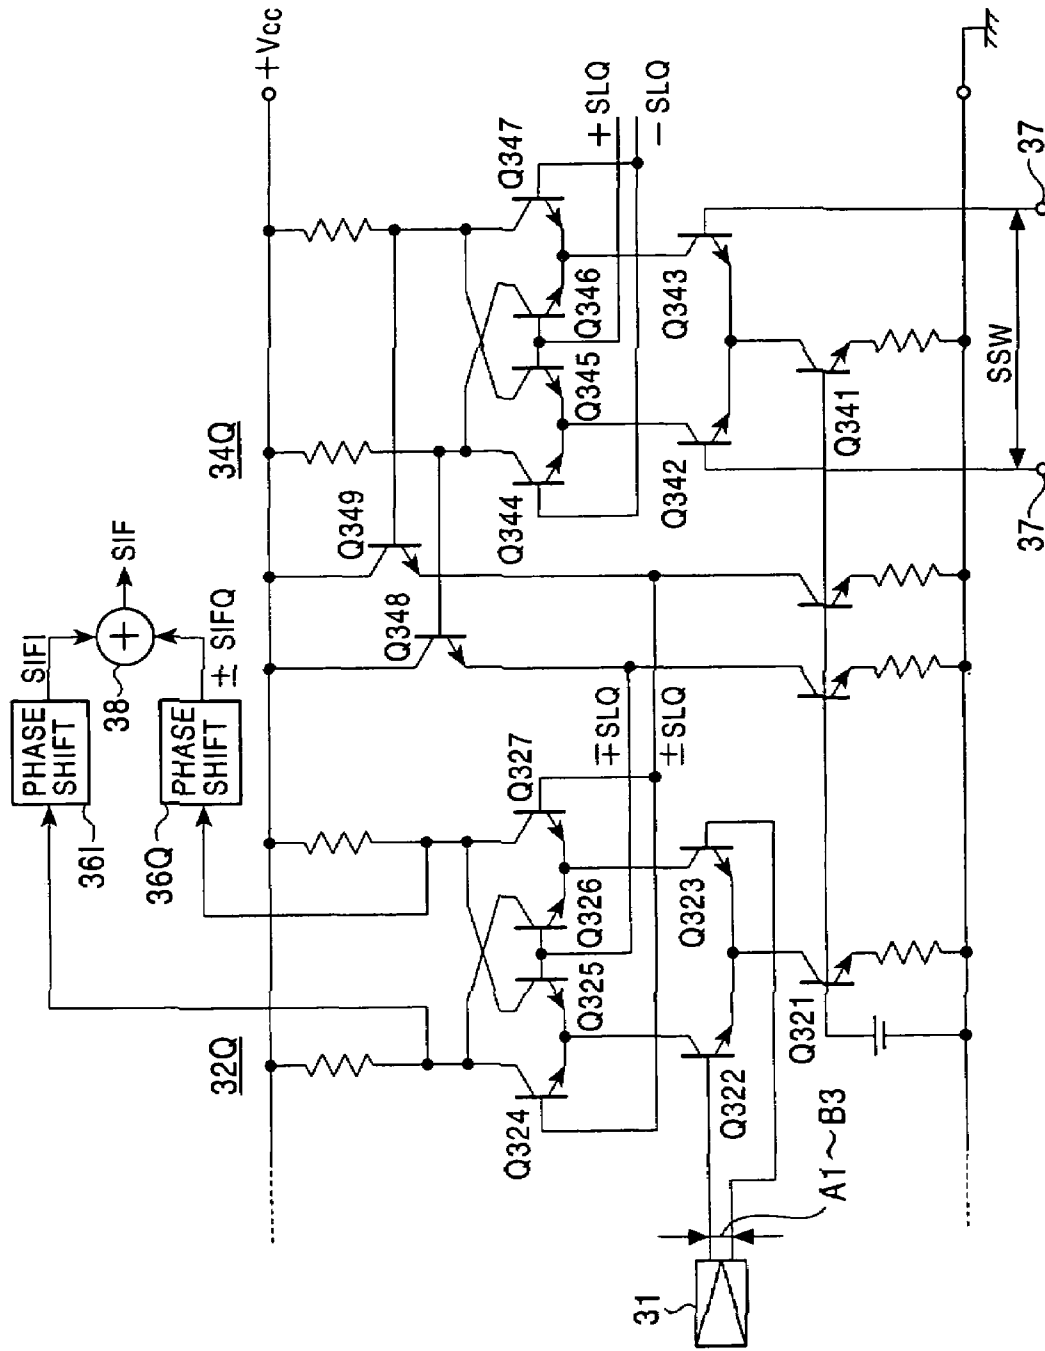 PHASE
SHIFT
SIFI
36I
38
SIF
36Q
PHASE
SHIFT
± SIFQ
32Q
34Q
+Vcc
Q349
Q348
Q324
Q327
Q344
Q347
Q325
Q326
Q345
Q346
∓SLQ
+SLQ
±SLQ
−SLQ
31
Q322
Q323
Q342
Q343
Q321
A1~B3
Q341
SSW
37
37